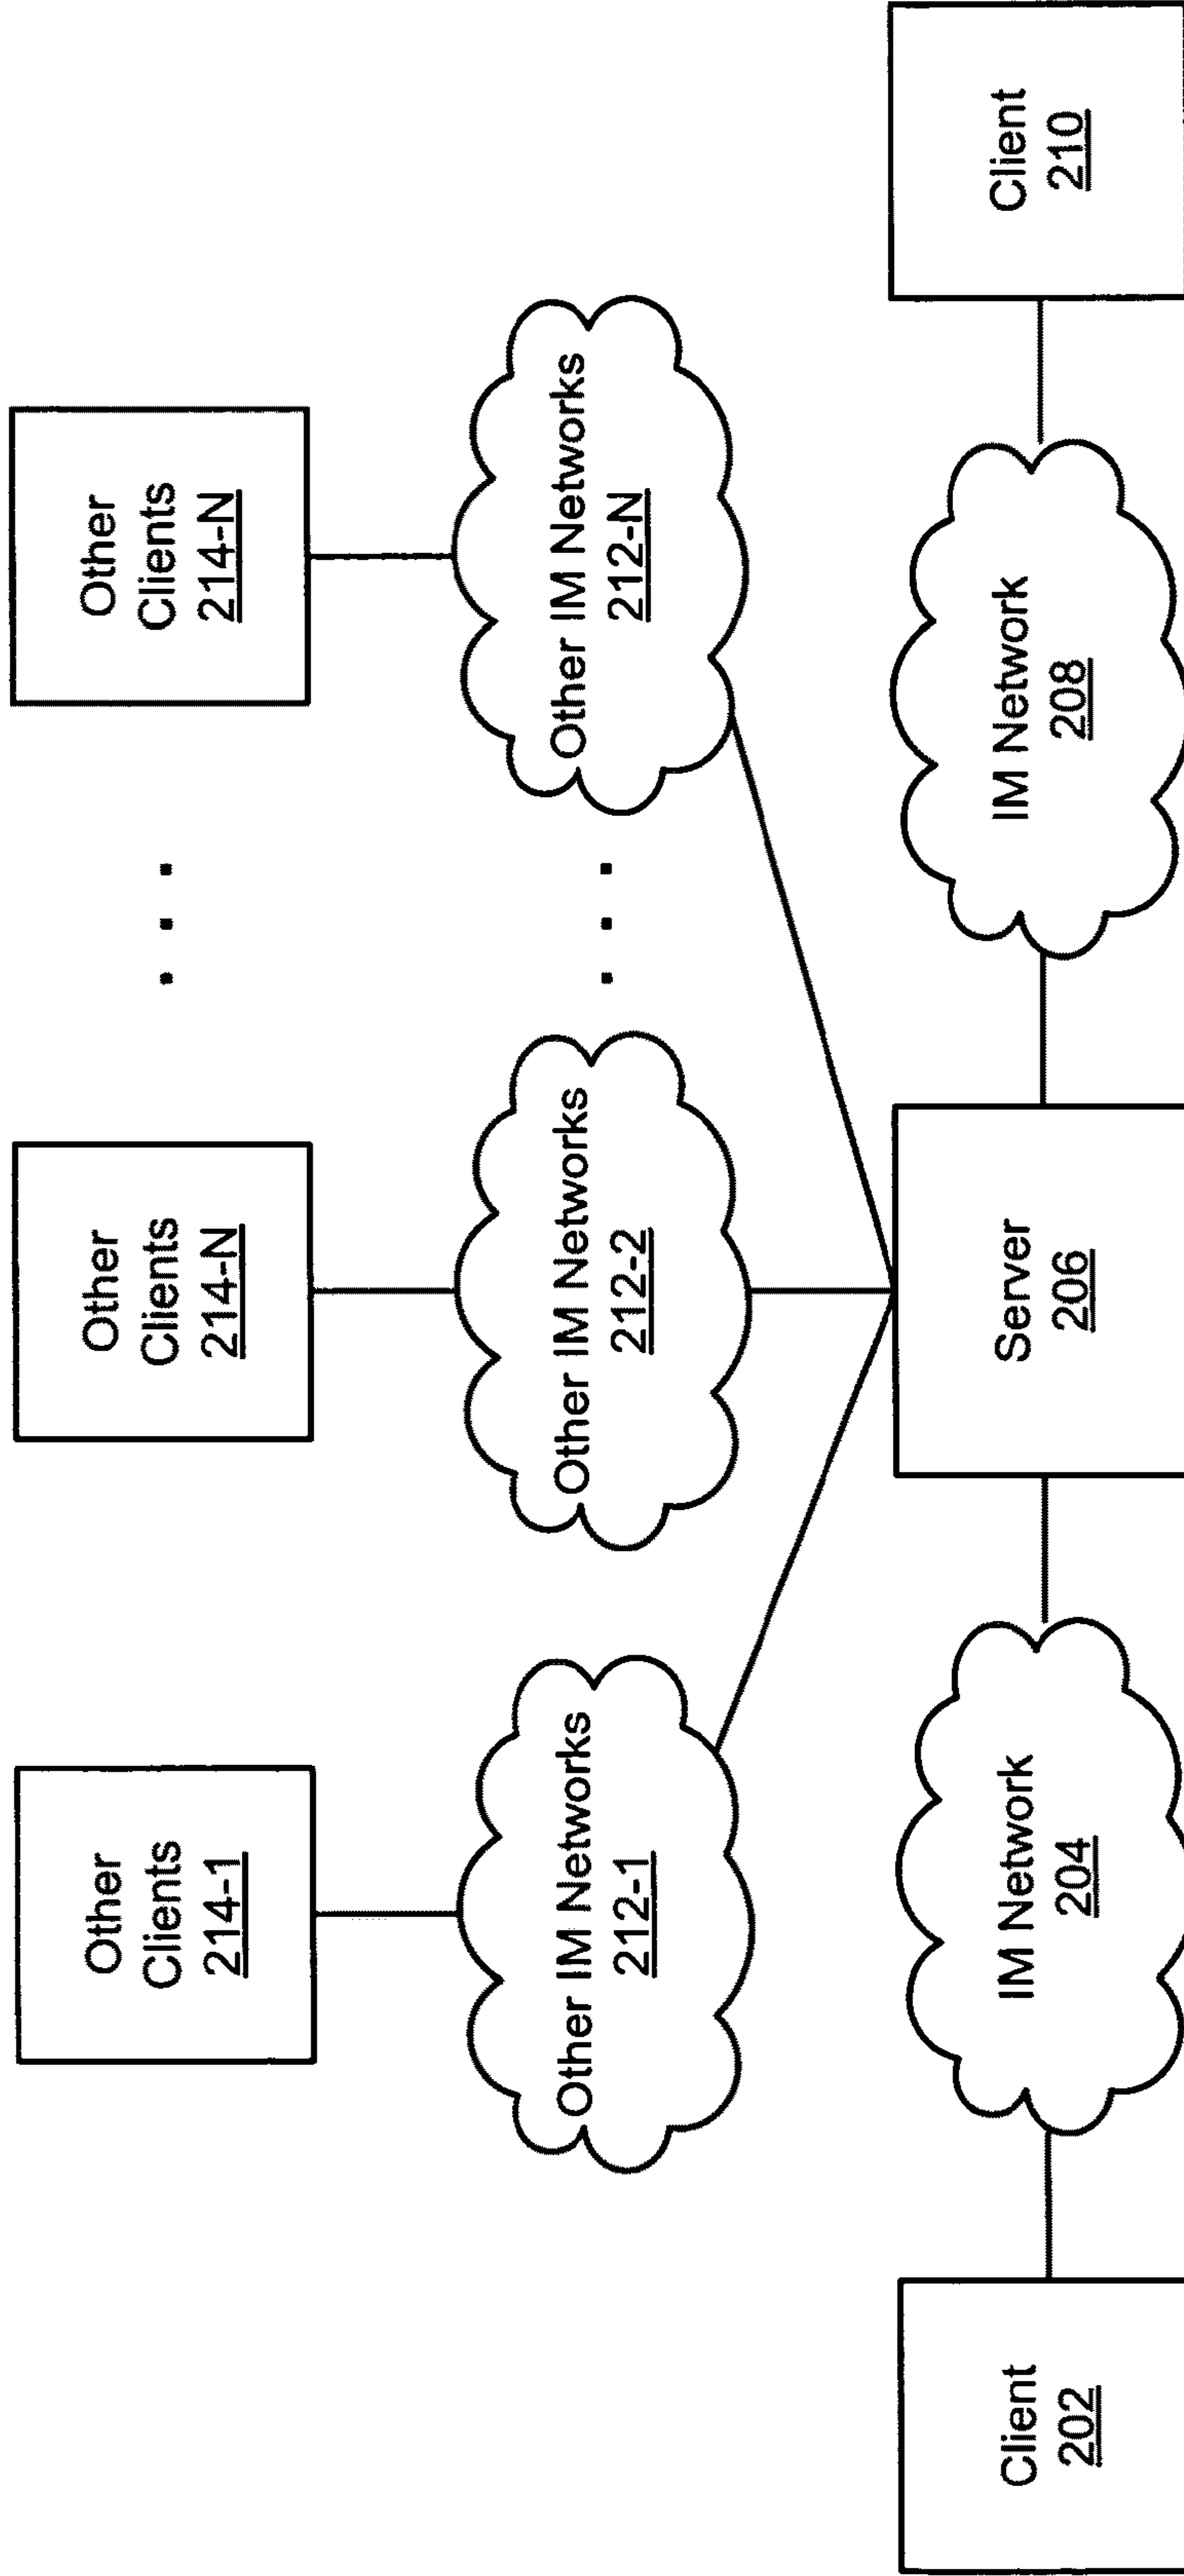 Other
Clients
214-1
Other
Clients
214-N
Other
Clients
214-N
. . .
Other IM Networks
212-1
Other IM Networks
212-2
. . .
Other IM Networks
212-N
Client
202
IM Network
204
Server
206
IM Network
208
Client
210